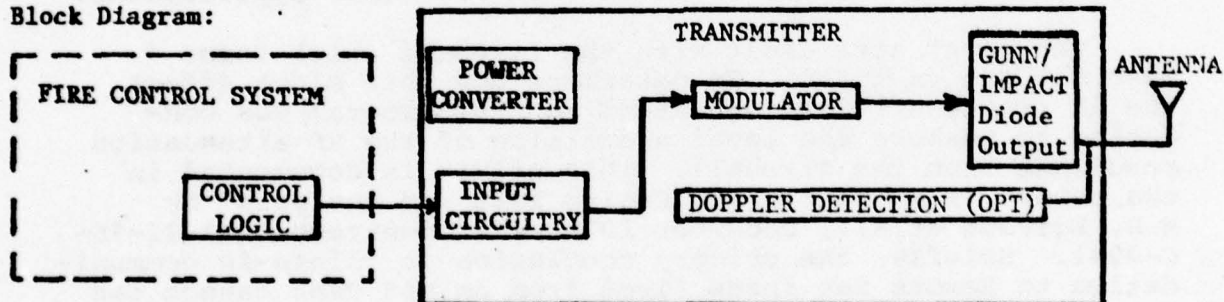 Block Diagram:
TRANSMITTER
FIRE CONTROL SYSTEM
CONTROL
LOGIC
POWER
CONVERTER
INPUT
CIRCUITRY
MODULATOR
DOPPLER DETECTION (OPT)
GUNN/
IMPACT
Diode
Output
ANTENNA